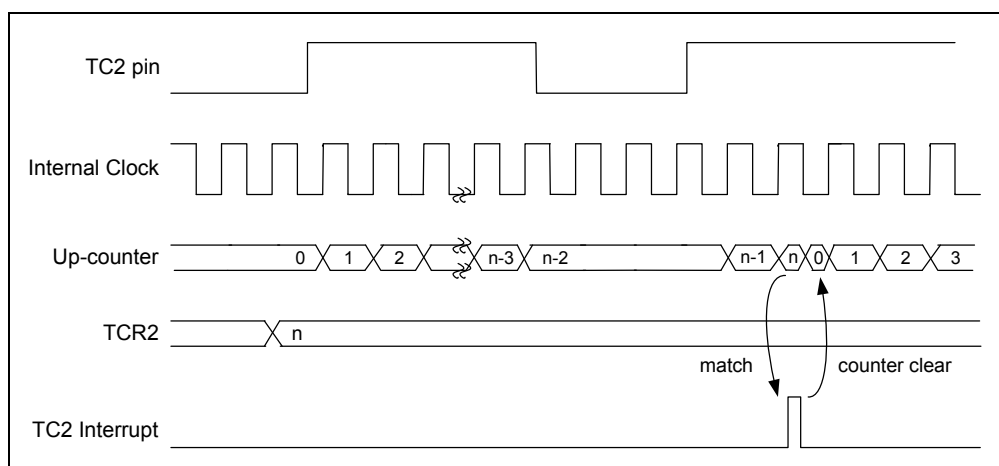 TC2 pin
Internal Clock
Up-counter 0 1 2 n-3 n-2 n-1 n 0 1 2 3
TCR2 n
match counter clear
TC2 Interrupt